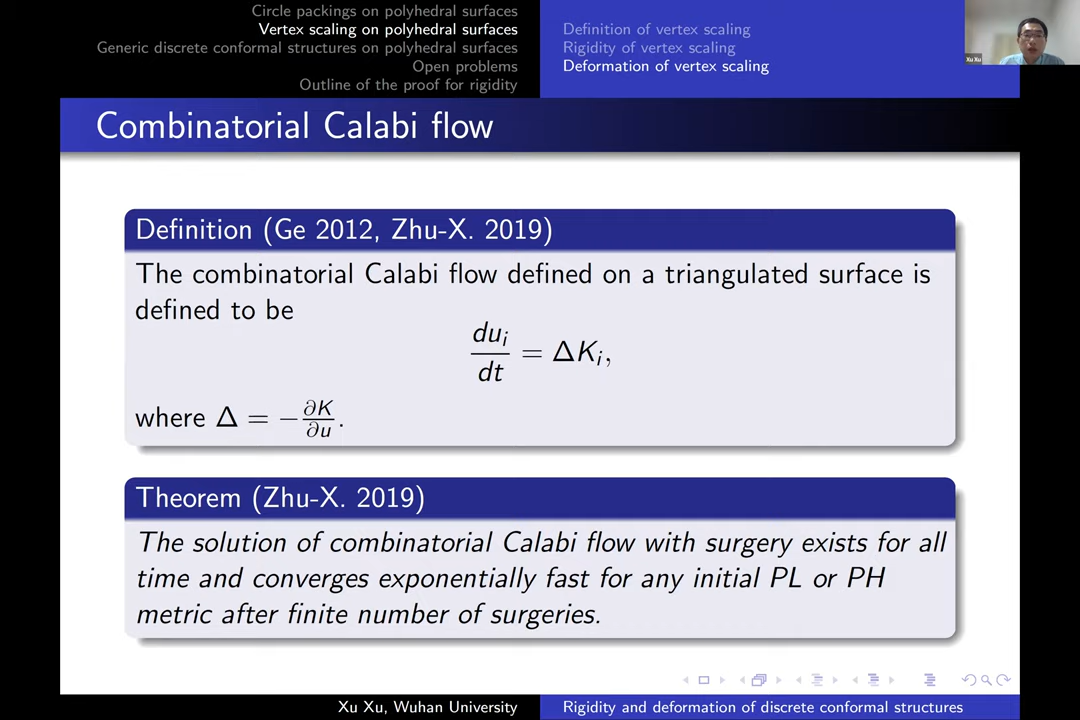 Circle packings on polyhedral surfaces
Vertex scaling on polyhedral surfaces
Generic discrete conformal structures on polyhedral surfaces
Open problems
Outline of the proof for rigidity
Definition of vertex scaling
Rigidity of vertex scaling
Deformation of vertex scaling
Xu Xu
Combinatorial Calabi flow
Definition (Ge 2012, Zhu-X. 2019)
The combinatorial Calabi flow defined on a triangulated surface is
defined to be
du_i/dt = ΔK_i,
where Δ = −∂K/∂u.
Theorem (Zhu-X. 2019)
The solution of combinatorial Calabi flow with surgery exists for all
time and converges exponentially fast for any initial PL or PH
metric after finite number of surgeries.
Xu Xu, Wuhan University
Rigidity and deformation of discrete conformal structures